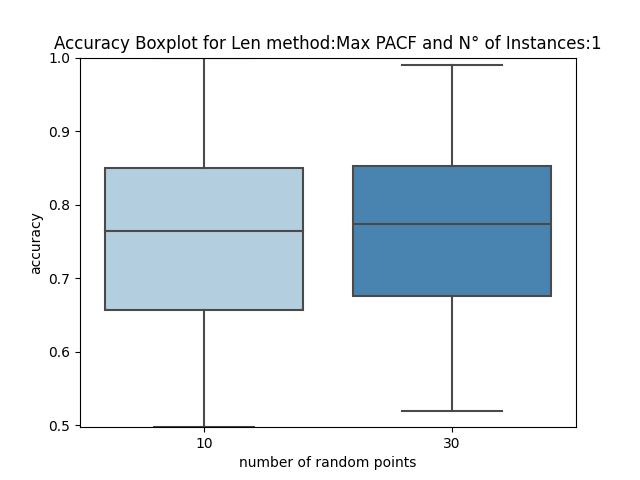 Accuracy Boxplot for Len method:Max PACF and N° of Instances:1
1.0
0.9
0.8
0.7
0.6
0.5
accuracy
10
30
number of random points